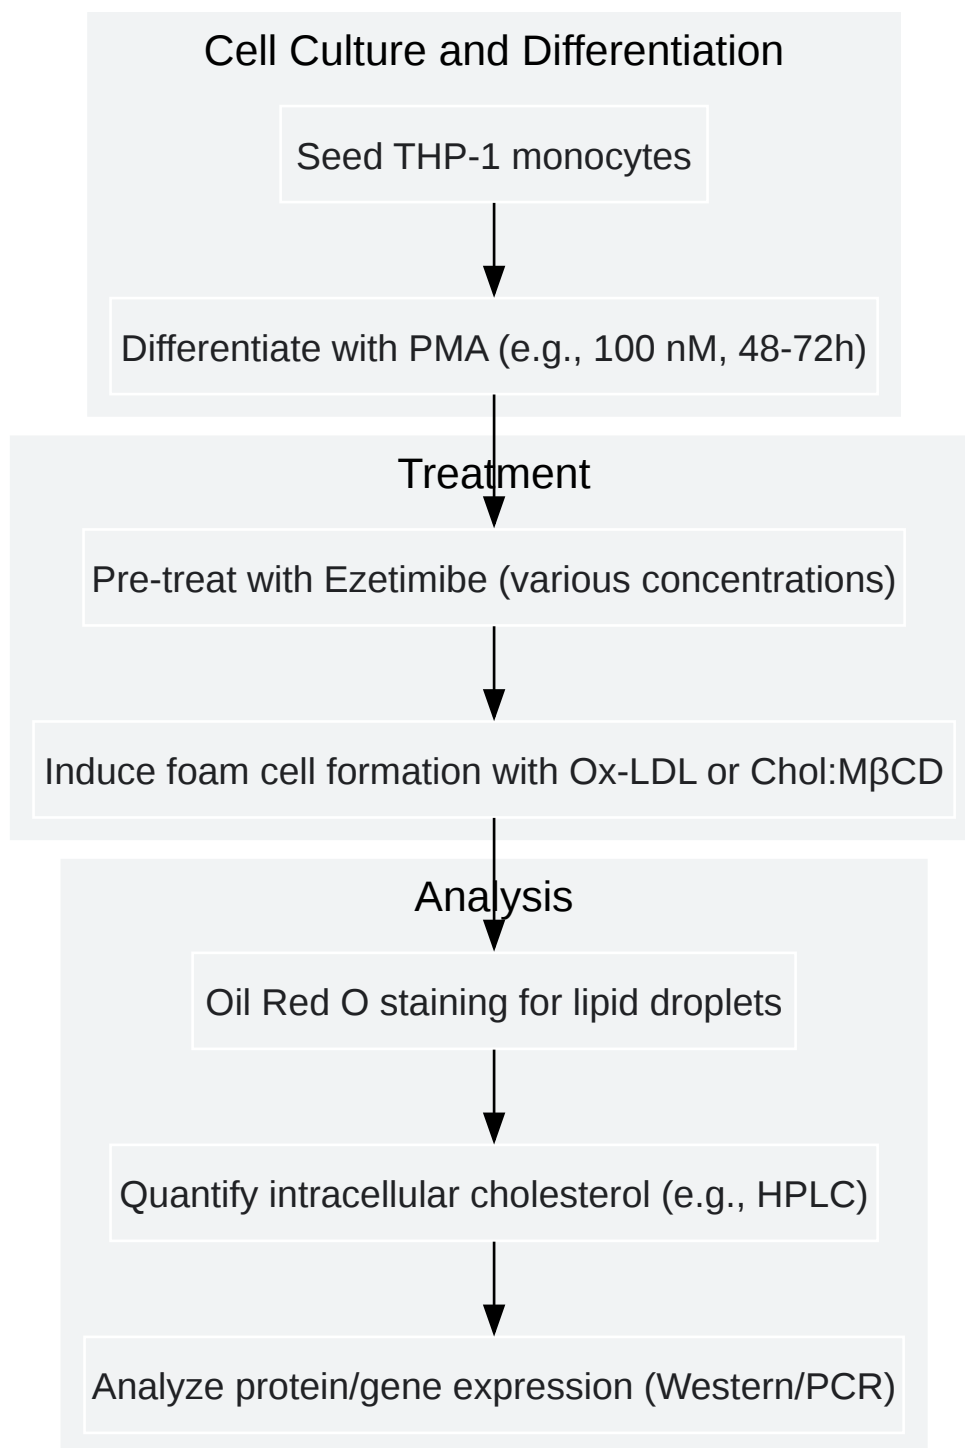 Cell Culture and Differentiation
Seed THP-1 monocytes
Differentiate with PMA (e.g., 100 nM, 48-72h)
Treatment
Pre-treat with Ezetimibe (various concentrations)
Induce foam cell formation with Ox-LDL or Chol:MβCD
Analysis
Oil Red O staining for lipid droplets
Quantify intracellular cholesterol (e.g., HPLC)
Analyze protein/gene expression (Western/PCR)